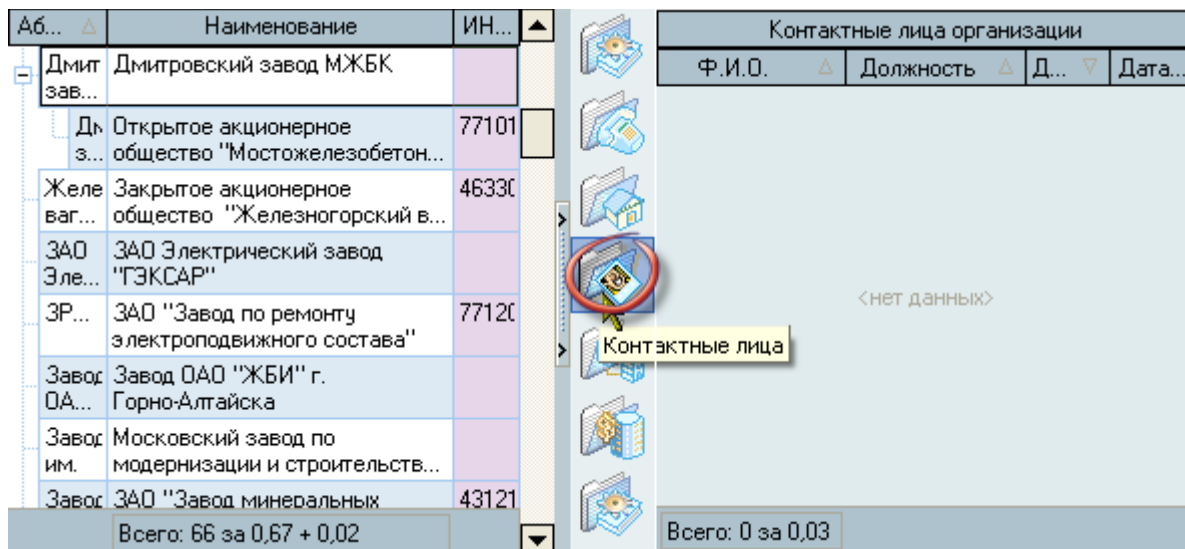 Аб... Наименование ИН...
Дмит
зав...
Дмитровский завод МЖБК
З...
Открытое акционерное
общество "Мостожелезобетон...
77101
Желе
ваг...
Закрытое акционерное
общество "Железногорский в...
4633
ЗАО
Эле...
ЗАО Электрический завод
"ГЭКСАР"
ЗР...
ЗАО "Завод по ремонту
электроподвижного состава"
7712
Завод
ОА...
Завод ОАО "ЖБИ" г.
Горно-Алтайска
Завод
им.
Московский завод по
модернизации и строительств...
Завод
ЗАО "Завод минеральных
43121
Всего: 66 за 0,67 + 0,02
Контактные лица
Контактные лица организации
Ф.И.О. Должность Д... Дата...
<нет данных>
Всего: 0 за 0,03